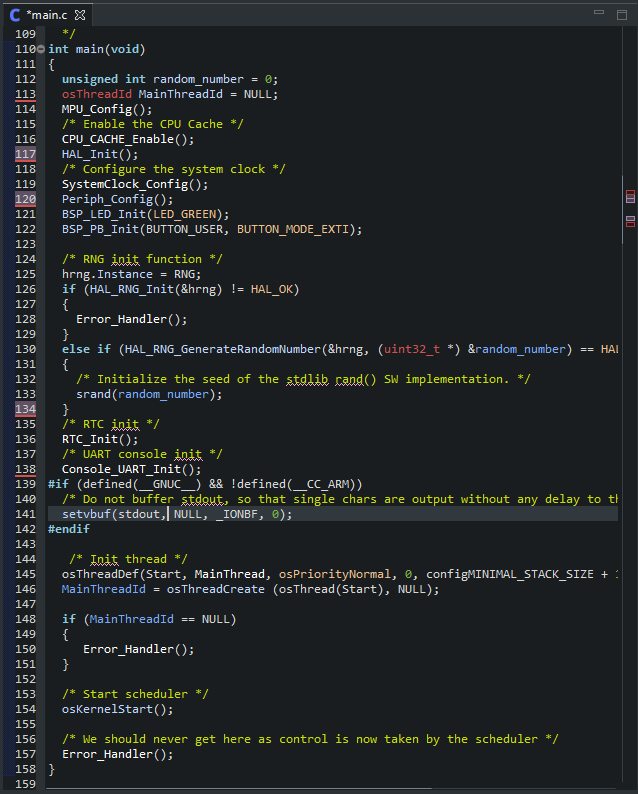 *main.c
109   */
110 int main(void)
111 {
112   unsigned int random_number = 0;
113   osThreadId MainThreadId = NULL;
114   MPU_Config();
115   /* Enable the CPU Cache */
116   CPU_CACHE_Enable();
117   HAL_Init();
118   /* Configure the system clock */
119   SystemClock_Config();
120   Periph_Config();
121   BSP_LED_Init(LED_GREEN);
122   BSP_PB_Init(BUTTON_USER, BUTTON_MODE_EXTI);
123
124   /* RNG init function */
125   hrng.Instance = RNG;
126   if (HAL_RNG_Init(&hrng) != HAL_OK)
127   {
128     Error_Handler();
129   }
130   else if (HAL_RNG_GenerateRandomNumber(&hrng, (uint32_t *) &random_number) == HAL
131   {
132     /* Initialize the seed of the stdlib rand() SW implementation. */
133     srand(random_number);
134   }
135   /* RTC init */
136   RTC_Init();
137   /* UART console init */
138   Console_UART_Init();
139 #if (defined(__GNUC__) && !defined(__CC_ARM))
140   /* Do not buffer stdout, so that single chars are output without any delay to th
141   setvbuf(stdout, NULL, _IONBF, 0);
142 #endif
143
144    /* Init thread */
145   osThreadDef(Start, MainThread, osPriorityNormal, 0, configMINIMAL_STACK_SIZE +
146   MainThreadId = osThreadCreate (osThread(Start), NULL);
147
148   if (MainThreadId == NULL)
149   {
150      Error_Handler();
151   }
152
153   /* Start scheduler */
154   osKernelStart();
155
156   /* We should never get here as control is now taken by the scheduler */
157   Error_Handler();
158 }
159